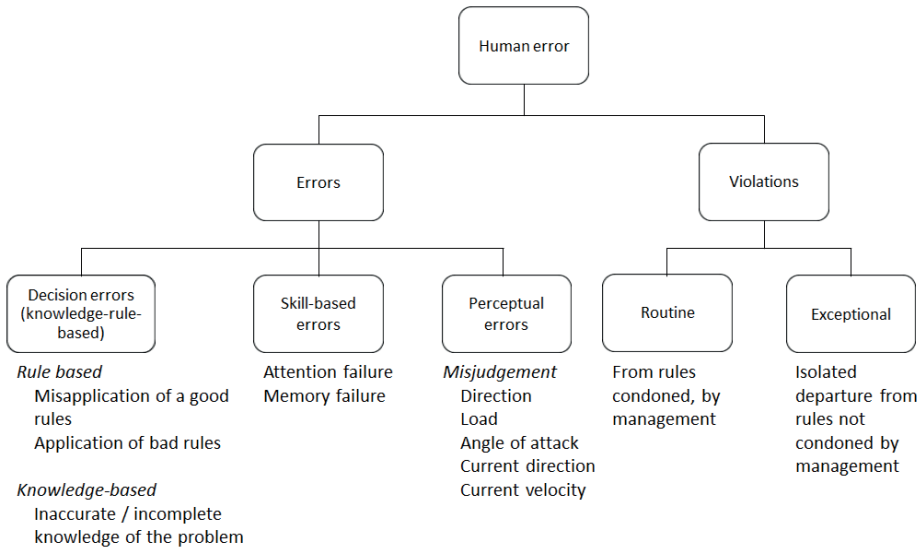 Human error
Errors
Violations
Decision errors
(knowledge-rule-
based)
Skill-based
errors
Perceptual
errors
Routine
Exceptional
Rule based
Misapplication of a good
rules
Application of bad rules
Knowledge-based
Inaccurate / incomplete
knowledge of the problem
Attention failure
Memory failure
Misjudgement
Direction
Load
Angle of attack
Current direction
Current velocity
From rules
condoned, by
management
Isolated
departure from
rules not
condoned by
management